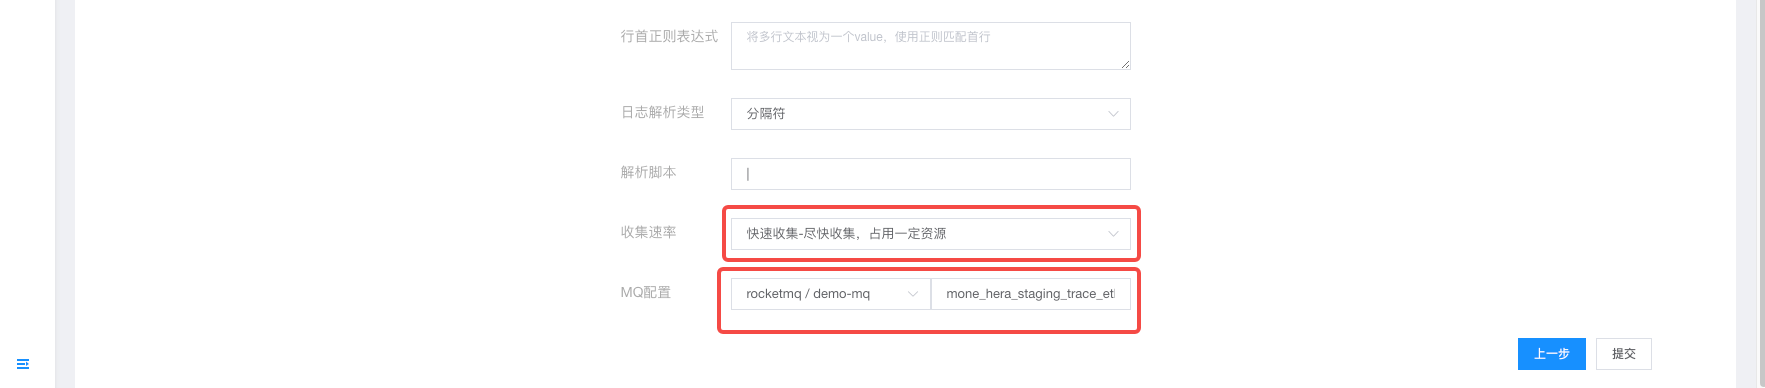 行首正则表达式
将多行文本视为一个value，使用正则匹配首行
日志解析类型
分隔符
解析脚本
|
收集速率
快速收集-尽快收集，占用一定资源
MQ配置
rocketmq / demo-mq
mone_hera_staging_trace_et
上一步
提交